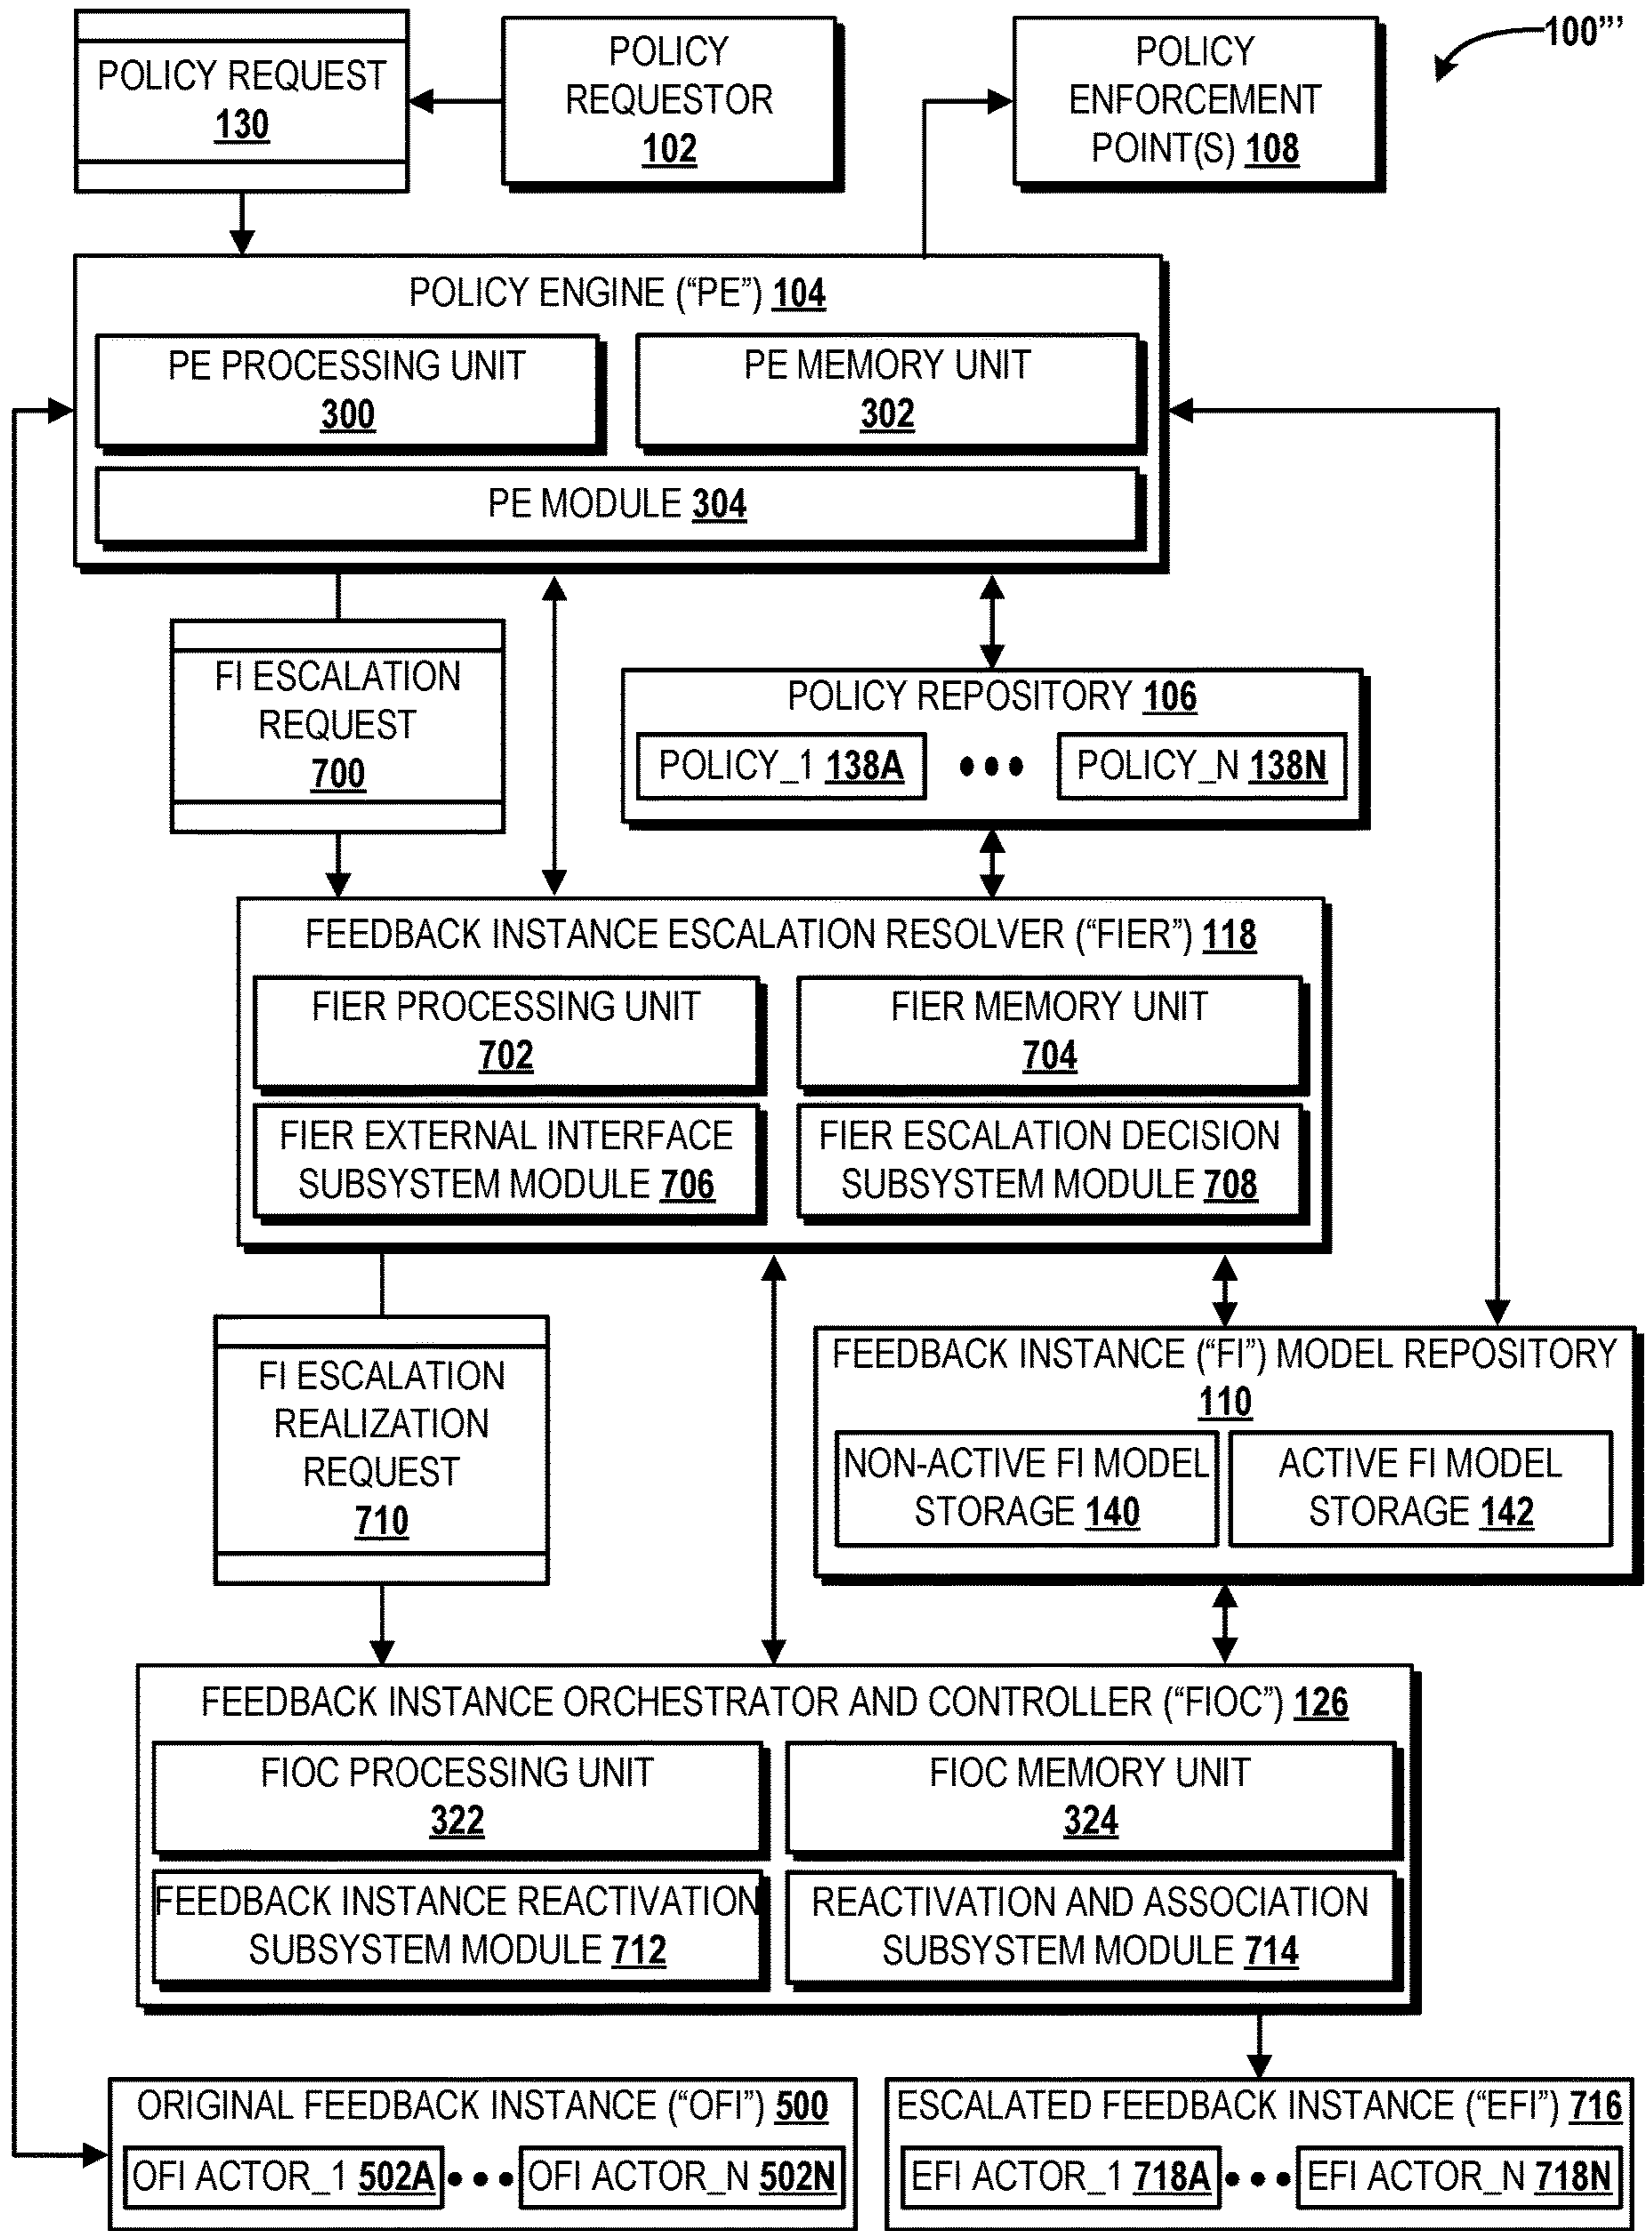 100'''
POLICY REQUEST
130
POLICY
REQUESTOR
102
POLICY
ENFORCEMENT
POINT(S) 108
POLICY ENGINE (“PE”) 104
PE PROCESSING UNIT
300
PE MEMORY UNIT
302
PE MODULE 304
FI ESCALATION
REQUEST
700
POLICY REPOSITORY 106
POLICY_1 138A
POLICY_N 138N
FEEDBACK INSTANCE ESCALATION RESOLVER (“FIER”) 118
FIER PROCESSING UNIT
702
FIER MEMORY UNIT
704
FIER EXTERNAL INTERFACE
SUBSYSTEM MODULE 706
FIER ESCALATION DECISION
SUBSYSTEM MODULE 708
FI ESCALATION
REALIZATION
REQUEST
710
FEEDBACK INSTANCE (“FI”) MODEL REPOSITORY
110
NON-ACTIVE FI MODEL
STORAGE 140
ACTIVE FI MODEL
STORAGE 142
FEEDBACK INSTANCE ORCHESTRATOR AND CONTROLLER (“FIOC”) 126
FIOC PROCESSING UNIT
322
FIOC MEMORY UNIT
324
FEEDBACK INSTANCE REACTIVATION
SUBSYSTEM MODULE 712
REACTIVATION AND ASSOCIATION
SUBSYSTEM MODULE 714
ORIGINAL FEEDBACK INSTANCE (“OFI”) 500
OFI ACTOR_1 502A
OFI ACTOR_N 502N
ESCALATED FEEDBACK INSTANCE (“EFI”) 716
EFI ACTOR_1 718A
EFI ACTOR_N 718N